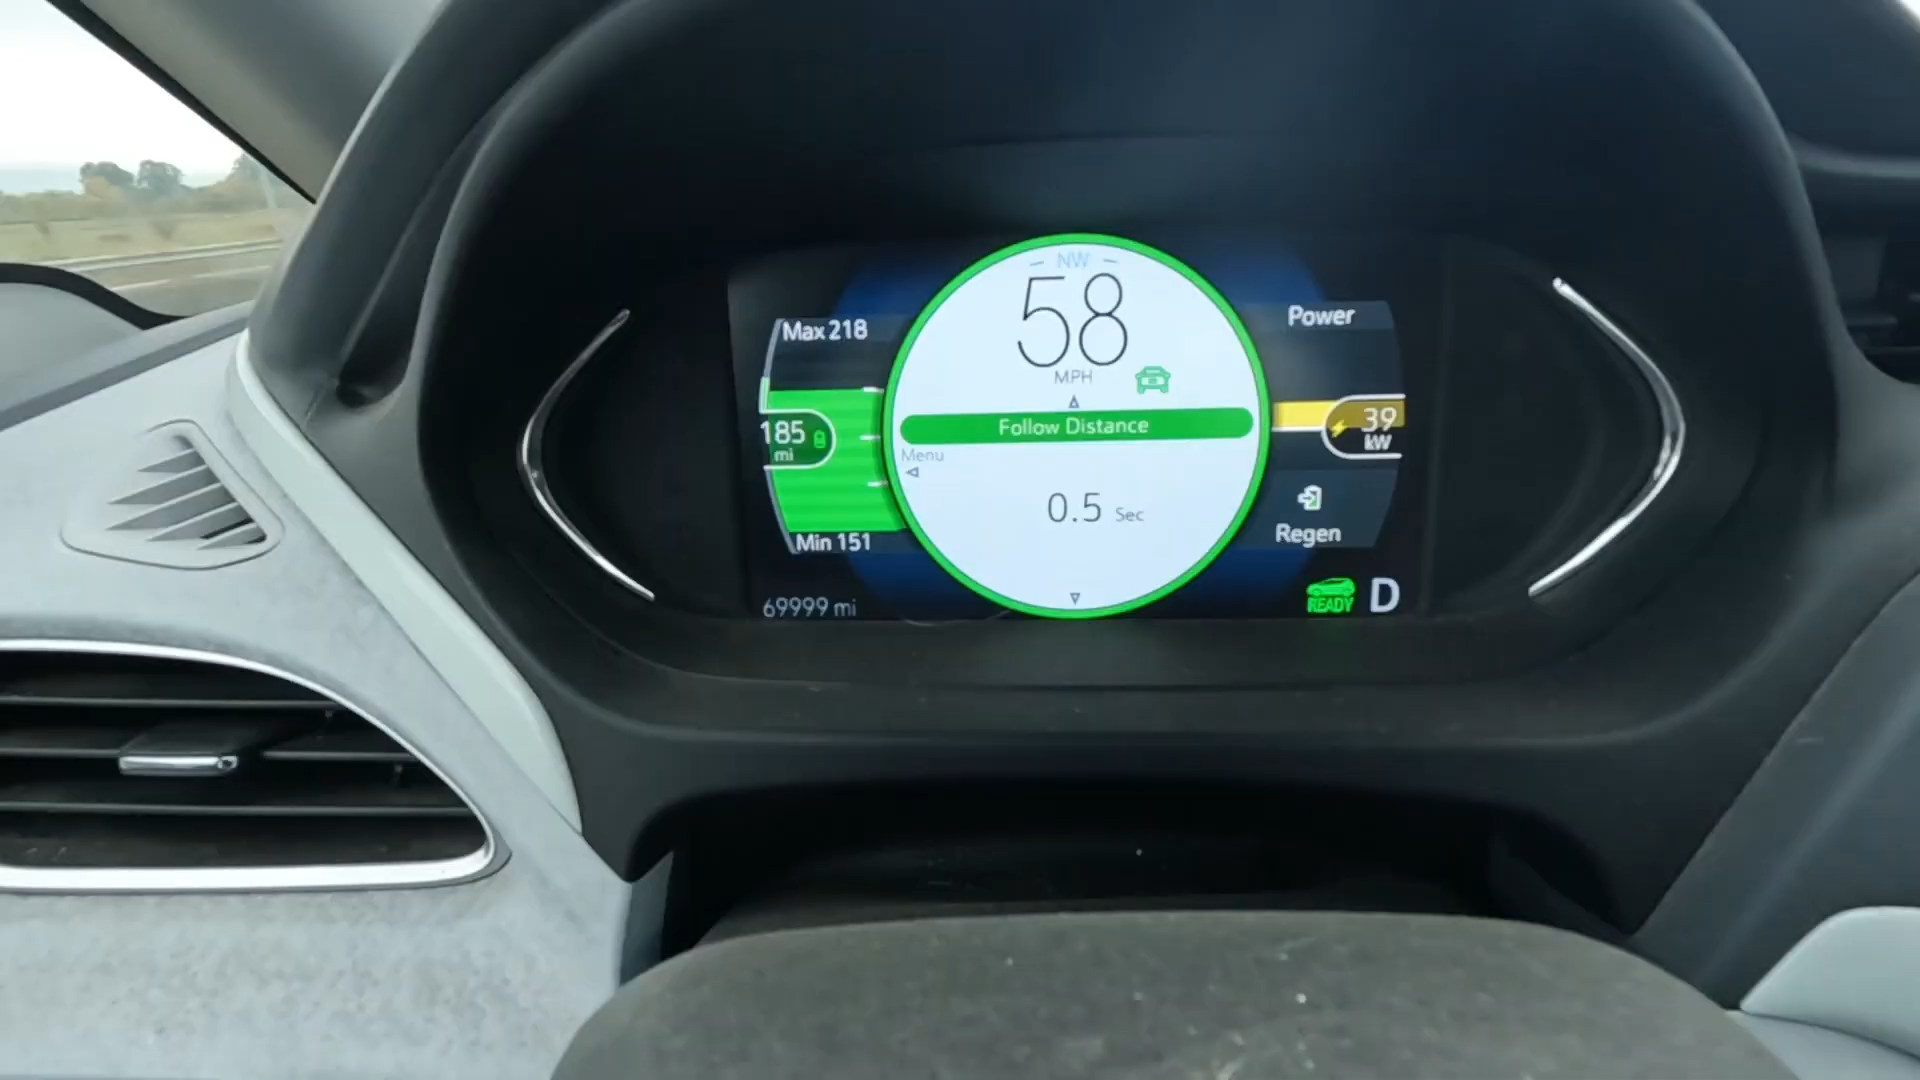 NW
58
MPH
Max 218
185
mi
Min 151
69999 mi
Follow Distance
Menu
0.5 Sec
Power
39
kW
Regen
READY D